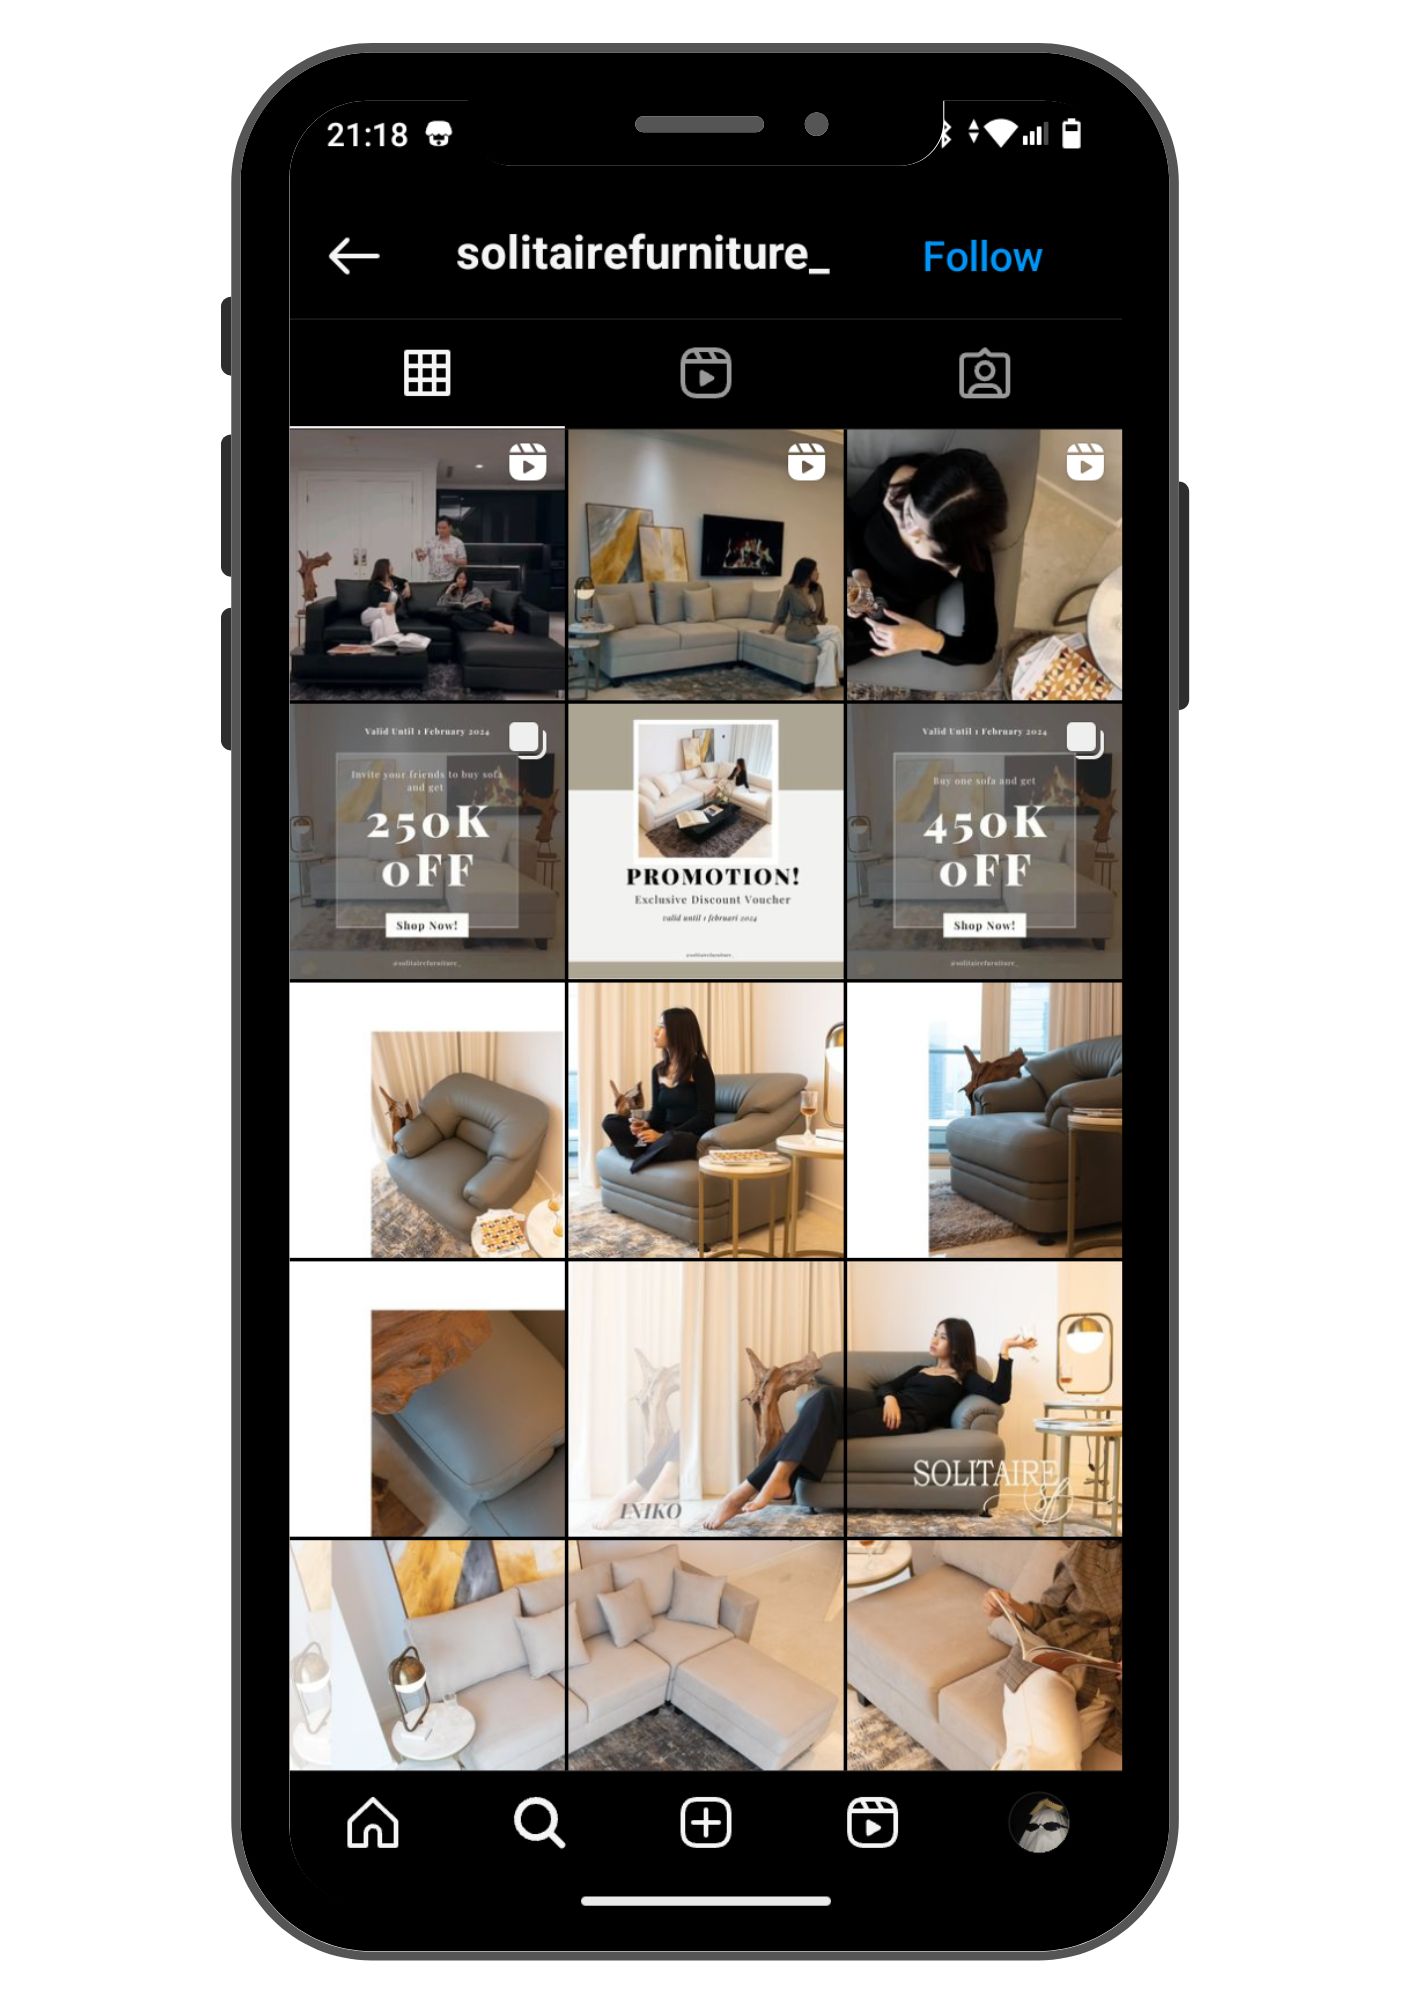 21:18
solitairefurniture_
Follow
Valid Until 1 February 2024
Invite your friends to buy sofa
and get
250K
OFF
Shop Now!
@solitairefurniture_
PROMOTION!
Exclusive Discount Voucher
valid until 1 februari 2024
@solitairefurniture_
Valid Until 1 February 2024
Buy one sofa and get
450K
OFF
Shop Now!
@solitairefurniture_
INIKO
SOLITAIRE
sf